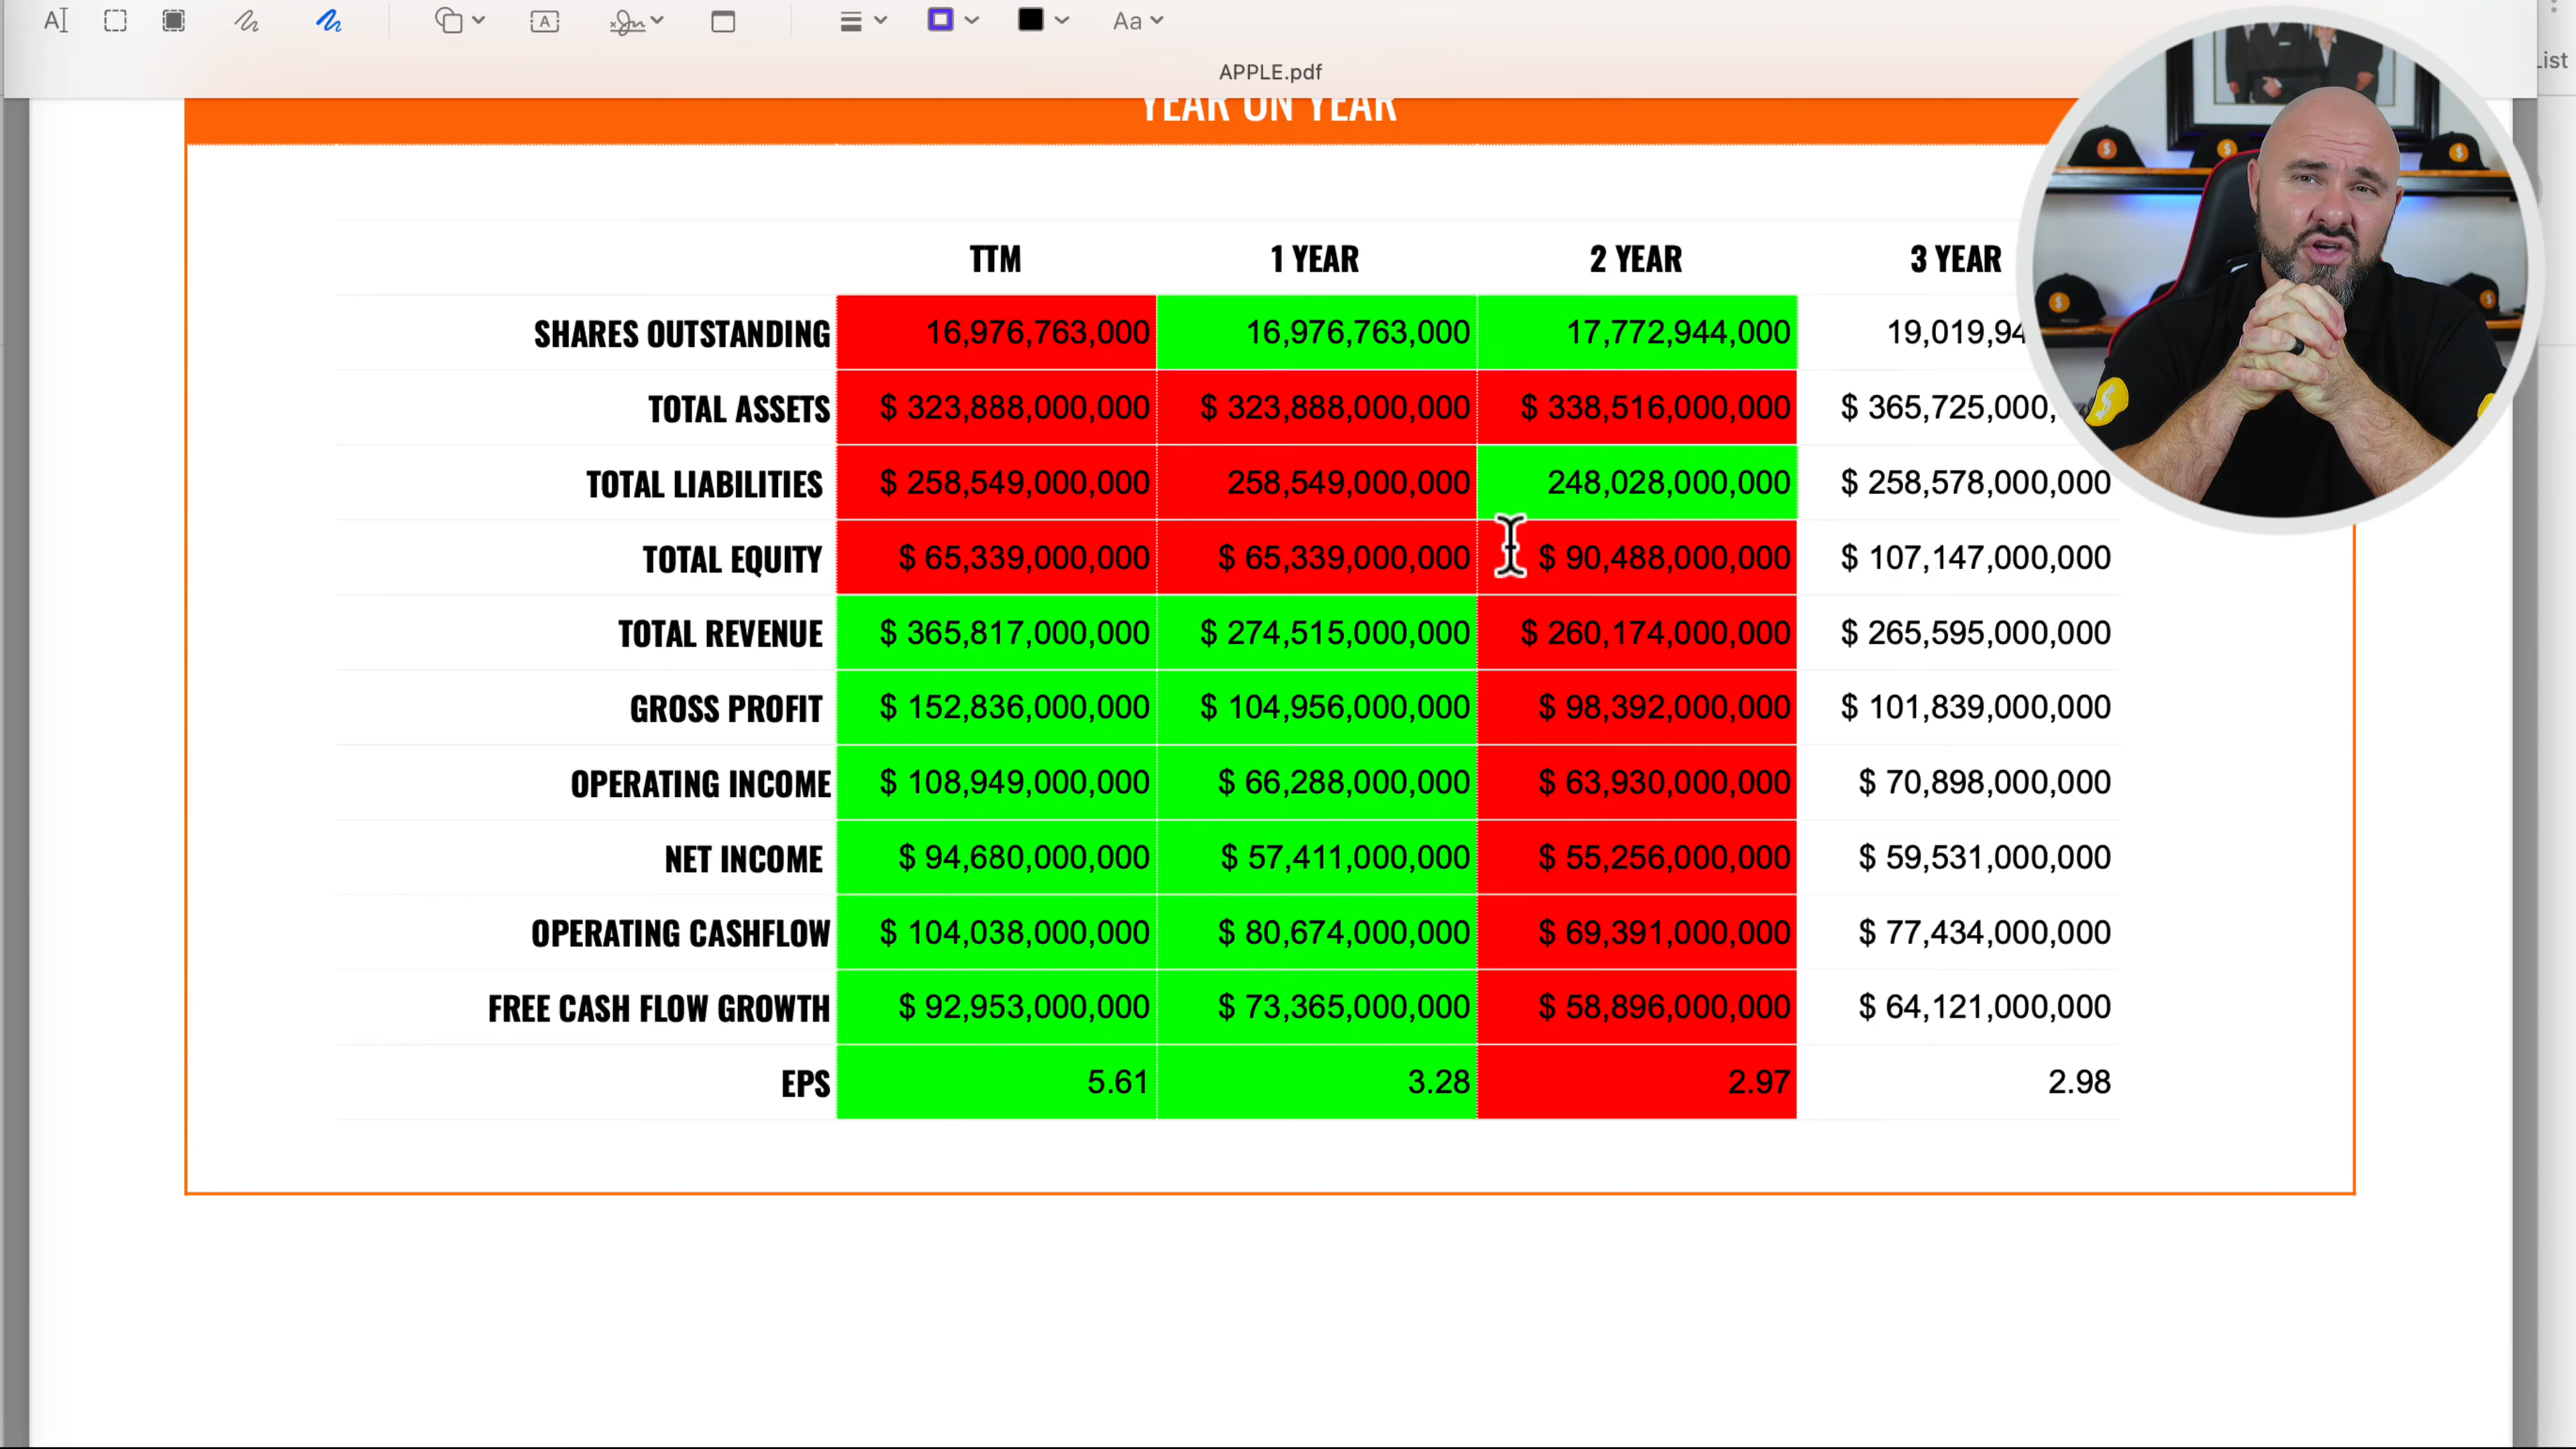 APPLE.pdf
List
YEAR ON YEAR
TTM 1 YEAR 2 YEAR 3 YEAR
SHARES OUTSTANDING 16,976,763,000 16,976,763,000 17,772,944,000 19,019,94
TOTAL ASSETS $ 323,888,000,000 $ 323,888,000,000 $ 338,516,000,000 $ 365,725,000,
TOTAL LIABILITIES $ 258,549,000,000 258,549,000,000 248,028,000,000 $ 258,578,000,000
TOTAL EQUITY $ 65,339,000,000 $ 65,339,000,000 $ 90,488,000,000 $ 107,147,000,000
TOTAL REVENUE $ 365,817,000,000 $ 274,515,000,000 $ 260,174,000,000 $ 265,595,000,000
GROSS PROFIT $ 152,836,000,000 $ 104,956,000,000 $ 98,392,000,000 $ 101,839,000,000
OPERATING INCOME $ 108,949,000,000 $ 66,288,000,000 $ 63,930,000,000 $ 70,898,000,000
NET INCOME $ 94,680,000,000 $ 57,411,000,000 $ 55,256,000,000 $ 59,531,000,000
OPERATING CASHFLOW $ 104,038,000,000 $ 80,674,000,000 $ 69,391,000,000 $ 77,434,000,000
FREE CASH FLOW GROWTH $ 92,953,000,000 $ 73,365,000,000 $ 58,896,000,000 $ 64,121,000,000
EPS 5.61 3.28 2.97 2.98